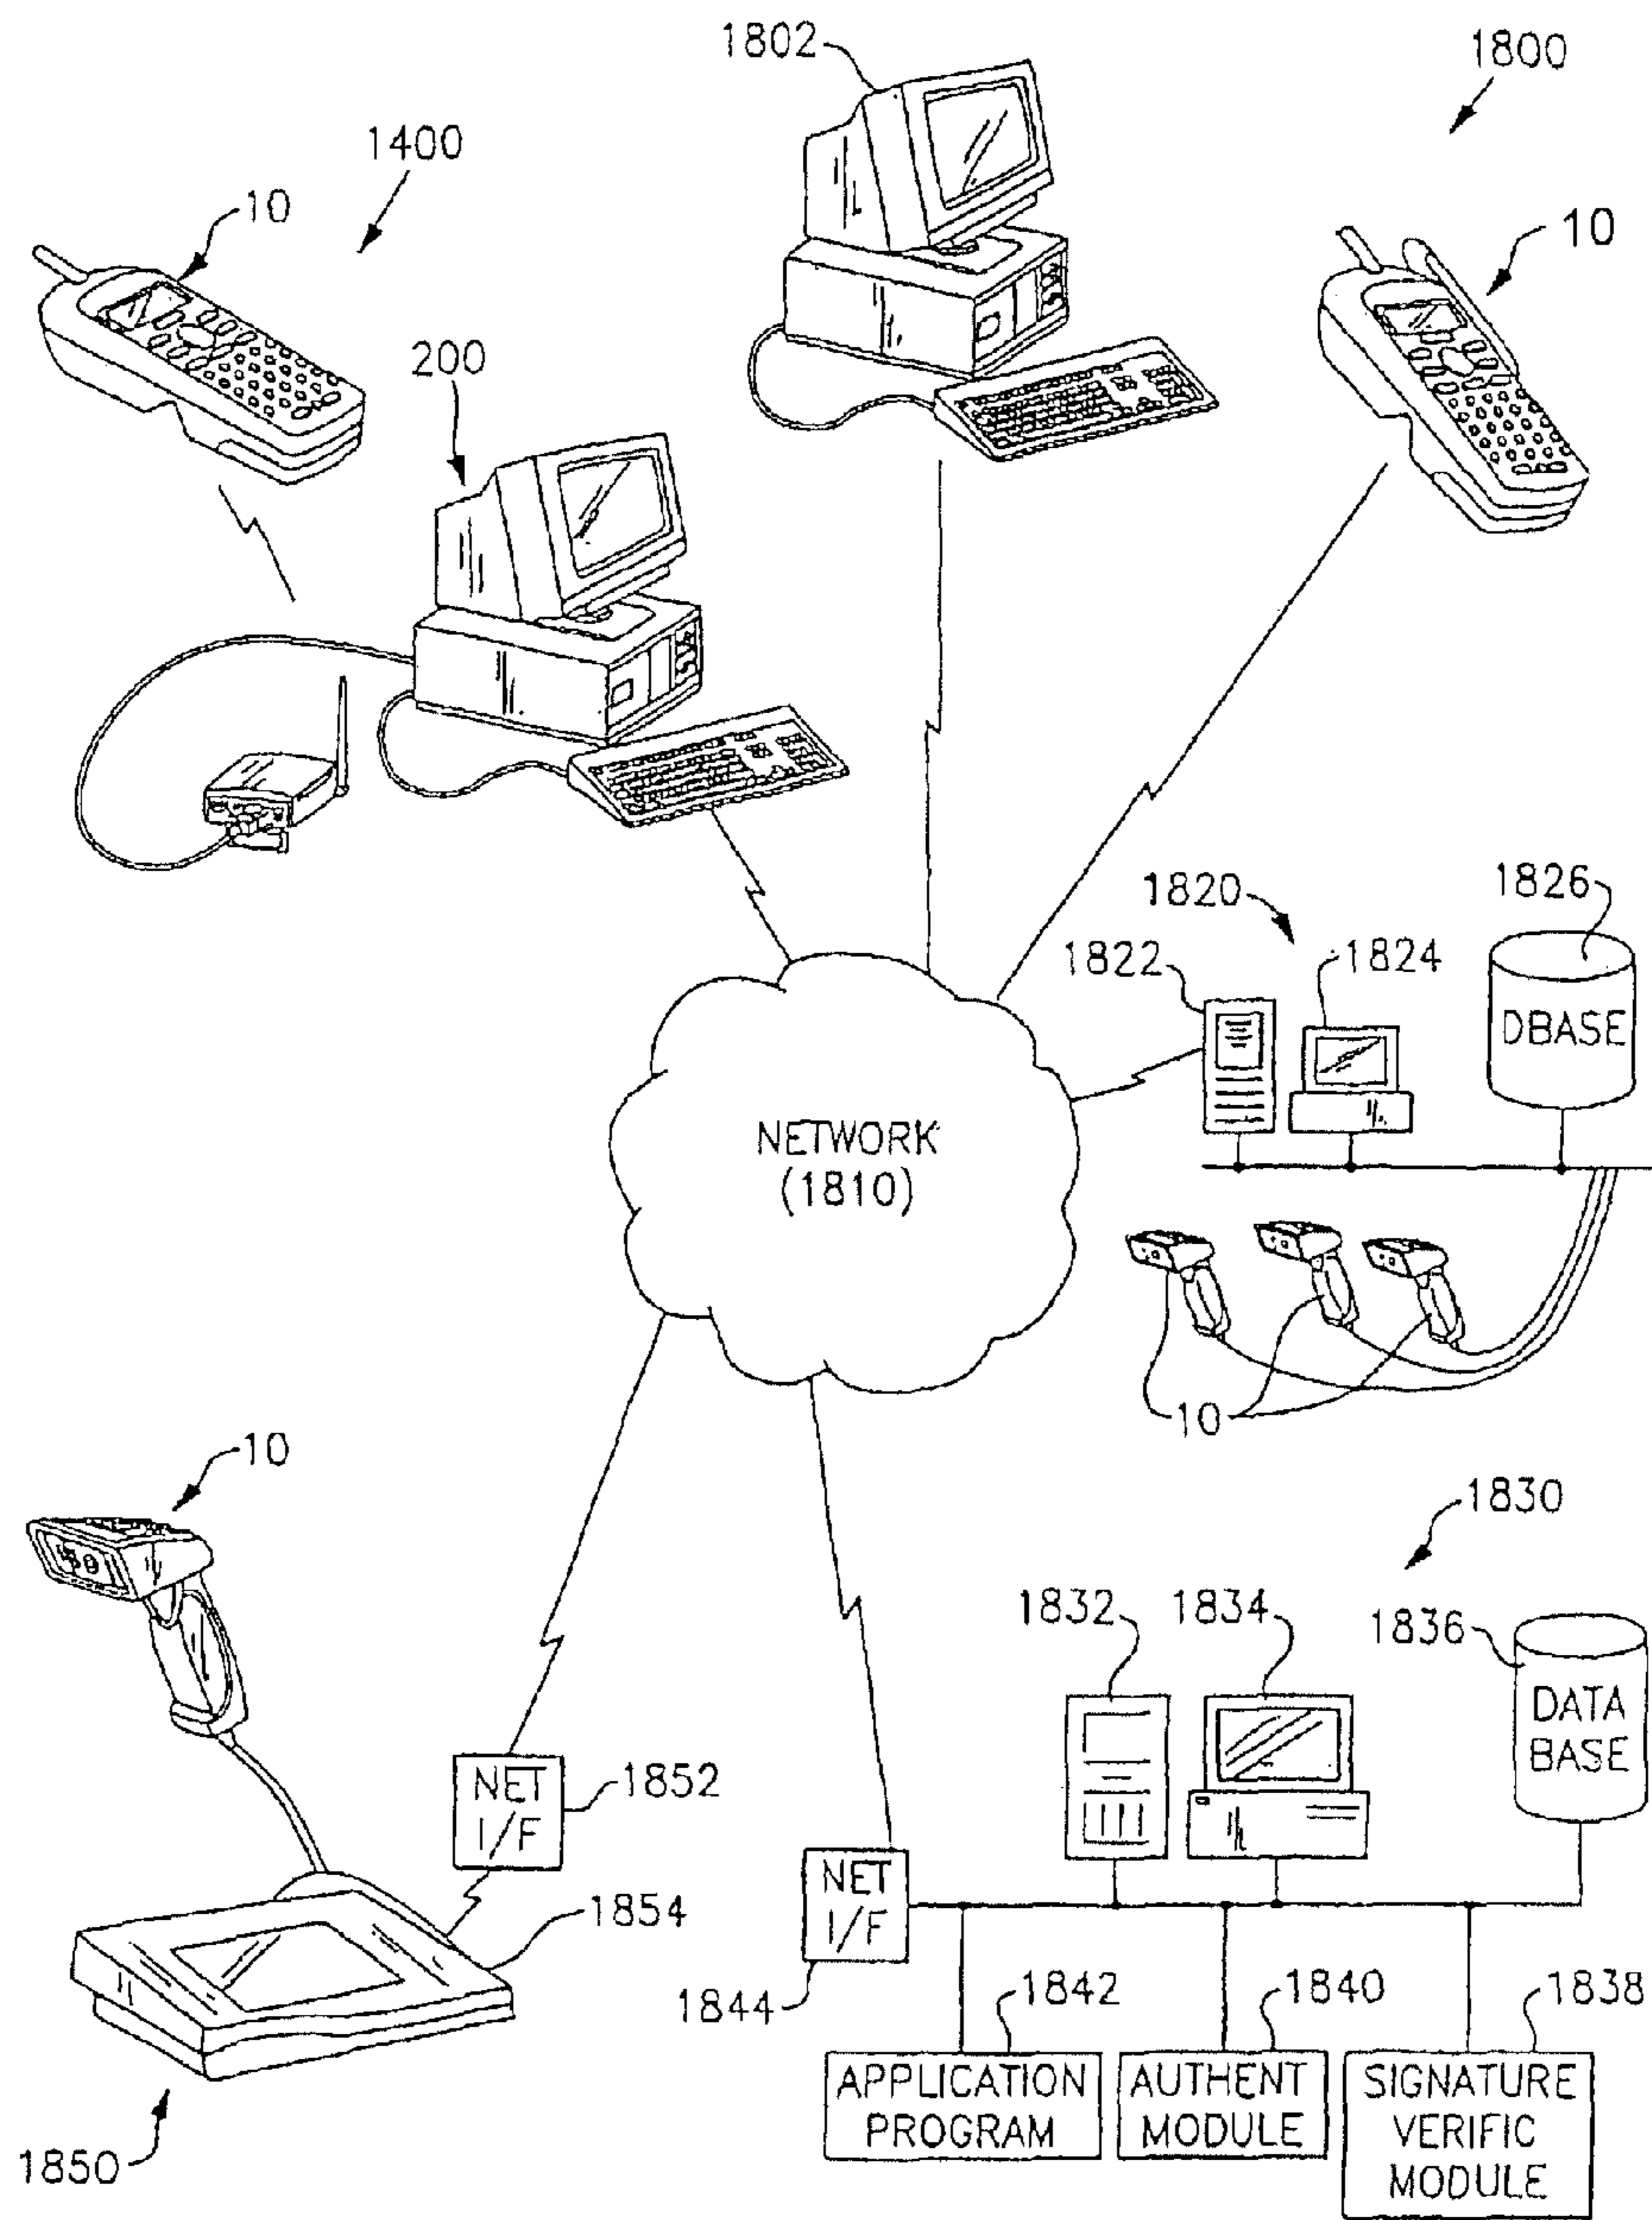 1802
1800
1400
10
10
200
1820
1826
1822
1824
DBASE
NETWORK
(1810)
10
10
1830
1832
1834
1836
DATA
BASE
NET
I/F
1852
NET
I/F
1854
1844
1842
1840
1838
APPLICATION
PROGRAM
AUTHENT
MODULE
SIGNATURE
VERIFIC
MODULE
1850